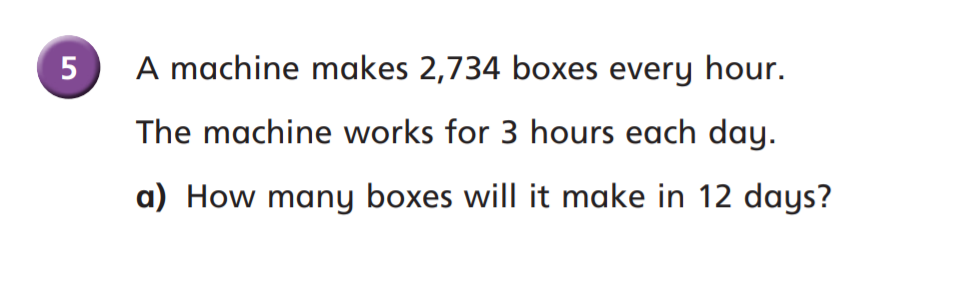 5 A machine makes 2,734 boxes every hour.
The machine works for 3 hours each day.
a) How many boxes will it make in 12 days?